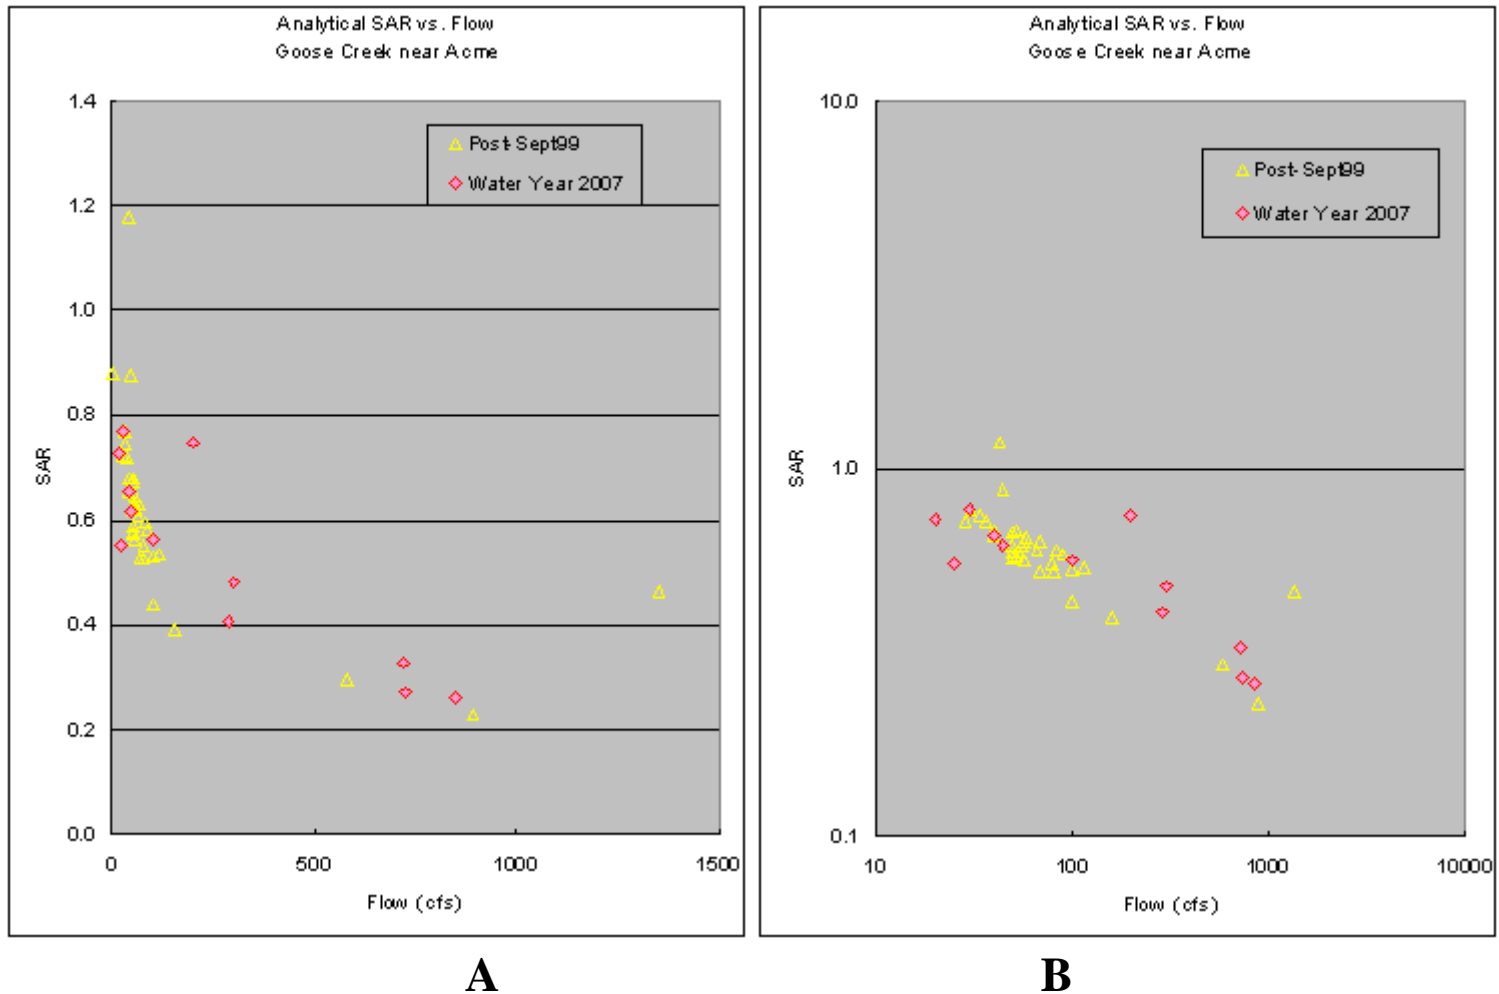 Analytical SAR vs. Flow
Goose Creek near Acme
1.4
1.2
1.0
0.8
0.6
0.4
0.2
0.0
SAR
Post-Sept99
Water Year 2007
0 500 1000 1500
Flow (cfs)
A
Analytical SAR vs. Flow
Goose Creek near Acme
10.0
1.0
0.1
SAR
Post-Sept99
Water Year 2007
10 100 1000 10000
Flow (cfs)
B